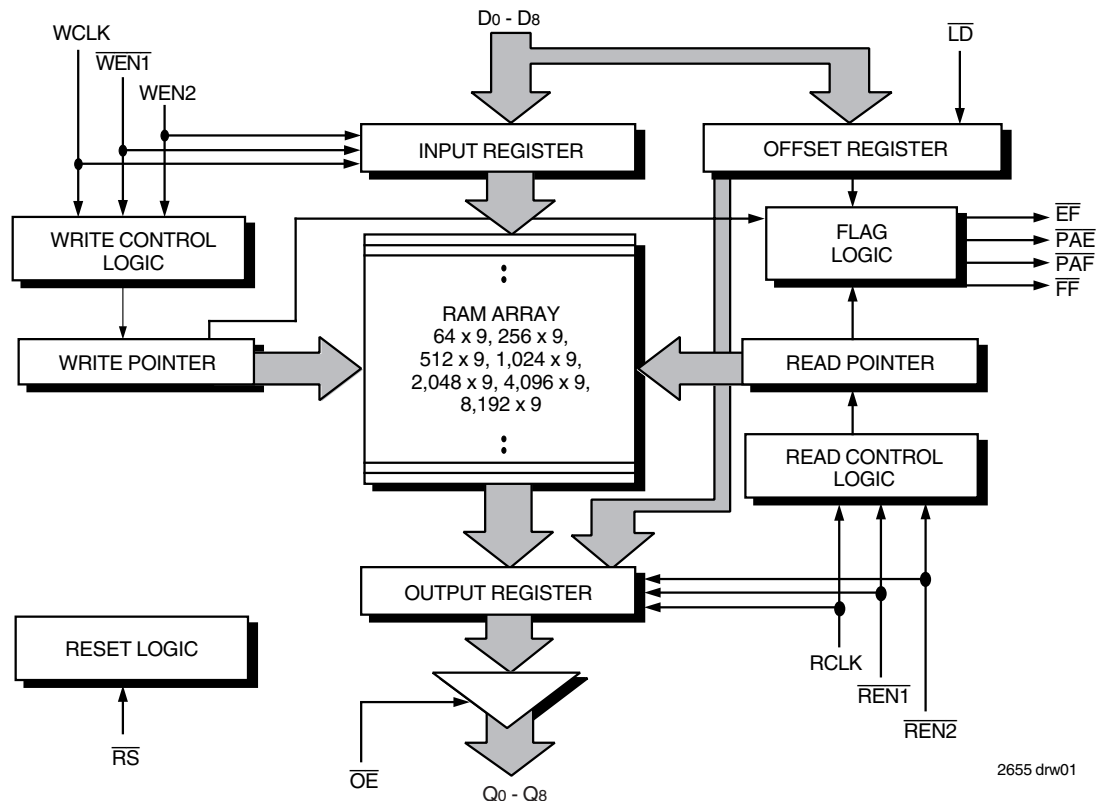 D0 - D8
WCLK
WEN1
WEN2
LD
INPUT REGISTER
OFFSET REGISTER
WRITE CONTROL
LOGIC
FLAG
LOGIC
EF
PAE
PAF
FF
RAM ARRAY
64 x 9, 256 x 9,
512 x 9, 1,024 x 9,
2,048 x 9, 4,096 x 9,
8,192 x 9
WRITE POINTER
READ POINTER
READ CONTROL
LOGIC
OUTPUT REGISTER
RESET LOGIC
RCLK
REN1
REN2
RS
OE
Q0 - Q8
2655 drw01